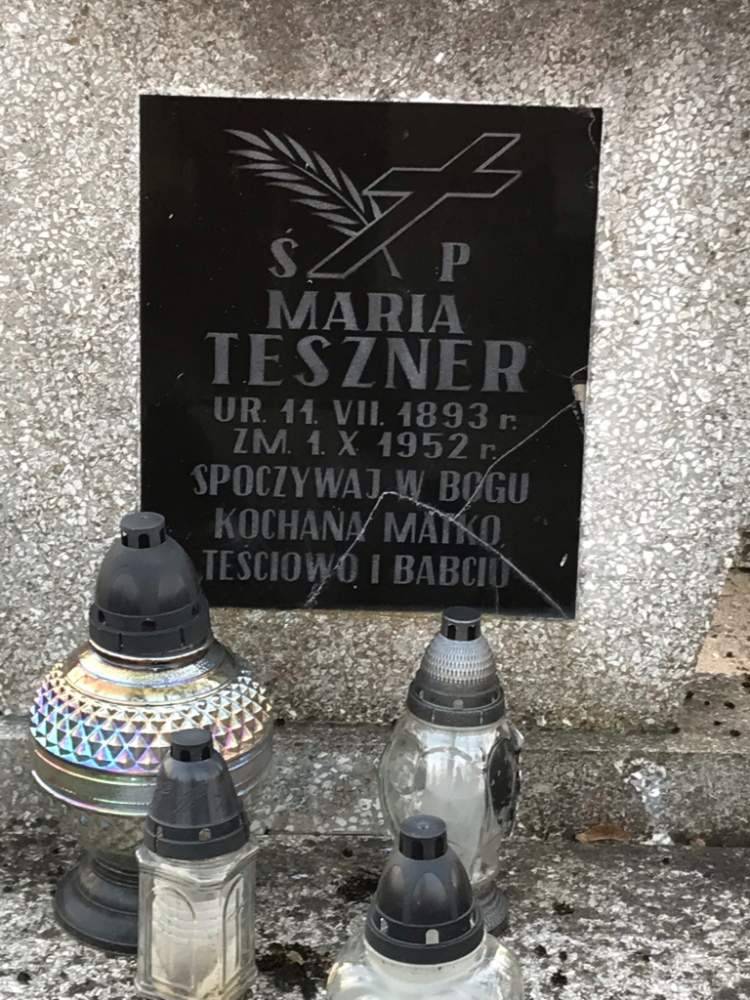 Ś P
MARIA
TESZNER
UR. 11. VII. 1893 r.
ZM. 1. X 1952 r.
SPOCZYWAJ W BOGU
KOCHANA MATKO,
TEŚCIOWO I BABCIU